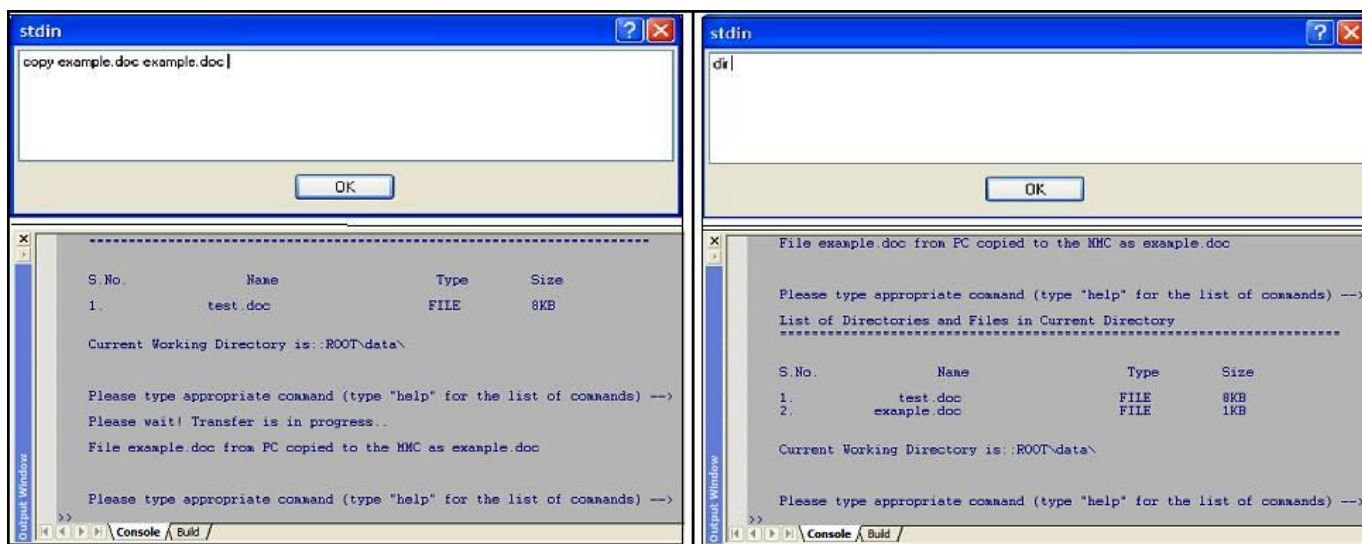 stdin
copy example.doc example.doc
OK
S.No. Name Type Size
1. test.doc FILE 8KB
Current Working Directory is::ROOT\data\
Please type appropriate command (type "help" for the list of commands) -->
Please wait! Transfer is in progress..
File example.doc from PC copied to the MMC as example.doc
Please type appropriate command (type "help" for the list of commands) -->
>>
Output Window
Console Build
stdin
dir
OK
File example.doc from PC copied to the MMC as example.doc
Please type appropriate command (type "help" for the list of commands) -->
List of Directories and Files in Current Directory
S.No. Name Type Size
1. test.doc FILE 8KB
2. example.doc FILE 1KB
Current Working Directory is::ROOT\data\
Please type appropriate command (type "help" for the list of commands) -->
>>
Output Window
Console Build